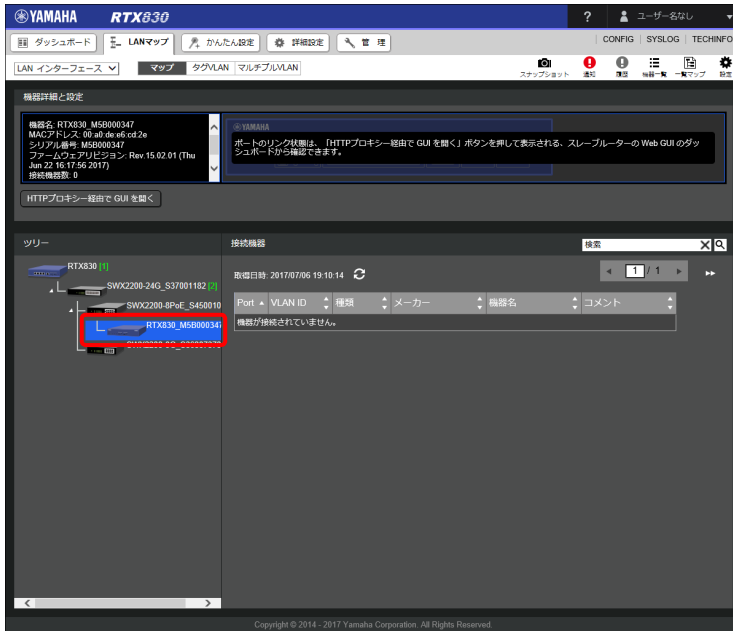 YAMAHA RTX830 ? ユーザー名なし
ダッシュボード LANマップ かんたん設定 詳細設定 管理 CONFIG SYSLOG TECHINFO
LAN インターフェース マップ タグVLAN マルチプルVLAN スナップショット 通知 履歴 機器一覧 一覧マップ 設定
機器詳細と設定
機器名: RTX830_M5B000347
MACアドレス: 00:a0:de:e6:cd:2e
シリアル番号: M5B000347
ファームウェアリビジョン: Rev.15.02.01 (Thu
Jun 22 16:17:56 2017)
接続機器数: 0
YAMAHA
ポートのリンク状態は、「HTTPプロキシー経由で GUI を開く」ボタンを押して表示される、スレーブルーターの Web GUI のダッ
シュボードから確認できます。
HTTPプロキシー経由で GUI を開く
ツリー
RTX830 [1]
SWX2200-24G_S37001182 [2]
SWX2200-8PoE_S450010
RTX830_M5B000347
接続機器 検索
取得日時: 2017/07/06 19:10:14 1 / 1
Port VLAN ID 種類 メーカー 機器名 コメント
機器が接続されていません。
Copyright © 2014 - 2017 Yamaha Corporation. All Rights Reserved.